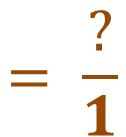 = ?/1